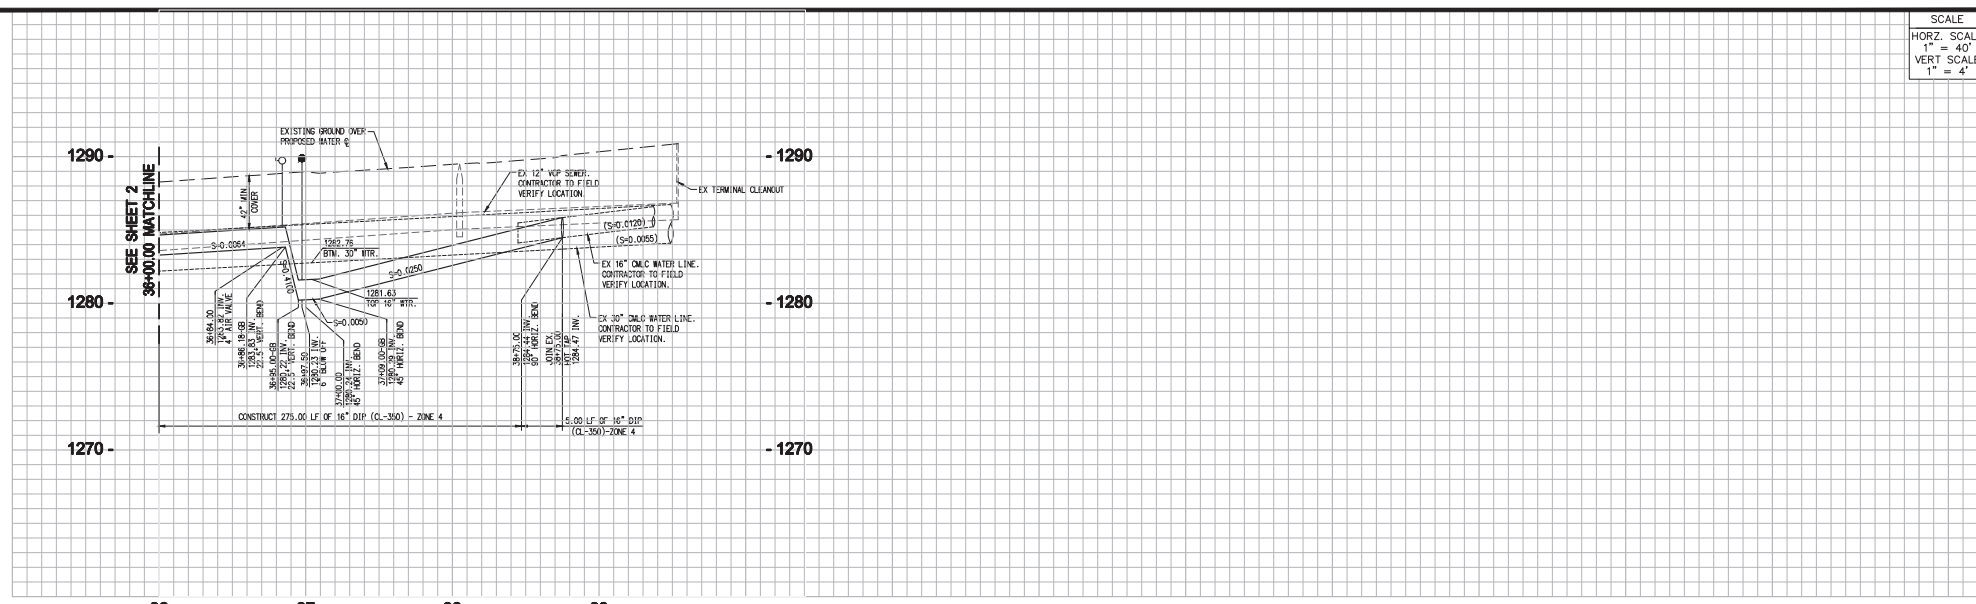 SCALE
HORZ. SCAL
1" = 40'
VERT SCALE
1" = 4'
EXISTING GROUND OVER
PROPOSED WATER ℄
1290 -
- 1290
SEE SHEET 2
36+00.00 MATCHLINE
42" MIN.
COVER
EX 12" VCP SEWER.
CONTRACTOR TO FIELD
VERIFY LOCATION.
EX TERMINAL CLEANOUT
(S=0.0120)
(S=0.0055)
S=0.0064
1282.76
BTM. 30" WTR.
S=0.4100
S=0.0250
EX 16" CMLC WATER LINE.
CONTRACTOR TO FIELD
VERIFY LOCATION.
1281.63
TOP 16" WTR.
1280 -
- 1280
S=0.0050
EX 30" CMLC WATER LINE.
CONTRACTOR TO FIELD
VERIFY LOCATION.
36+84.00
1283.82 INV.
4" AIR VALVE
36+86.18-GB
1283.83 INV.
22.5° VERT. BEND
36+95.00-GB
1280.22 INV.
22.5° VERT. BEND
36+97.50
1280.23 INV.
6" BLOW OFF
37+00.00
1280.24 INV.
45° HORIZ. BEND
37+09.00-GB
1280.29 INV.
45° HORIZ. BEND
38+75.00
1284.44 INV.
90° HORIZ. BEND
JOIN EX.
38+75.00
HOT TAP
1284.47 INV.
CONSTRUCT 275.00 LF OF 16" DIP (CL-350) - ZONE 4
5.00 LF OF 16" DIP
(CL-350)-ZONE 4
1270 -
- 1270